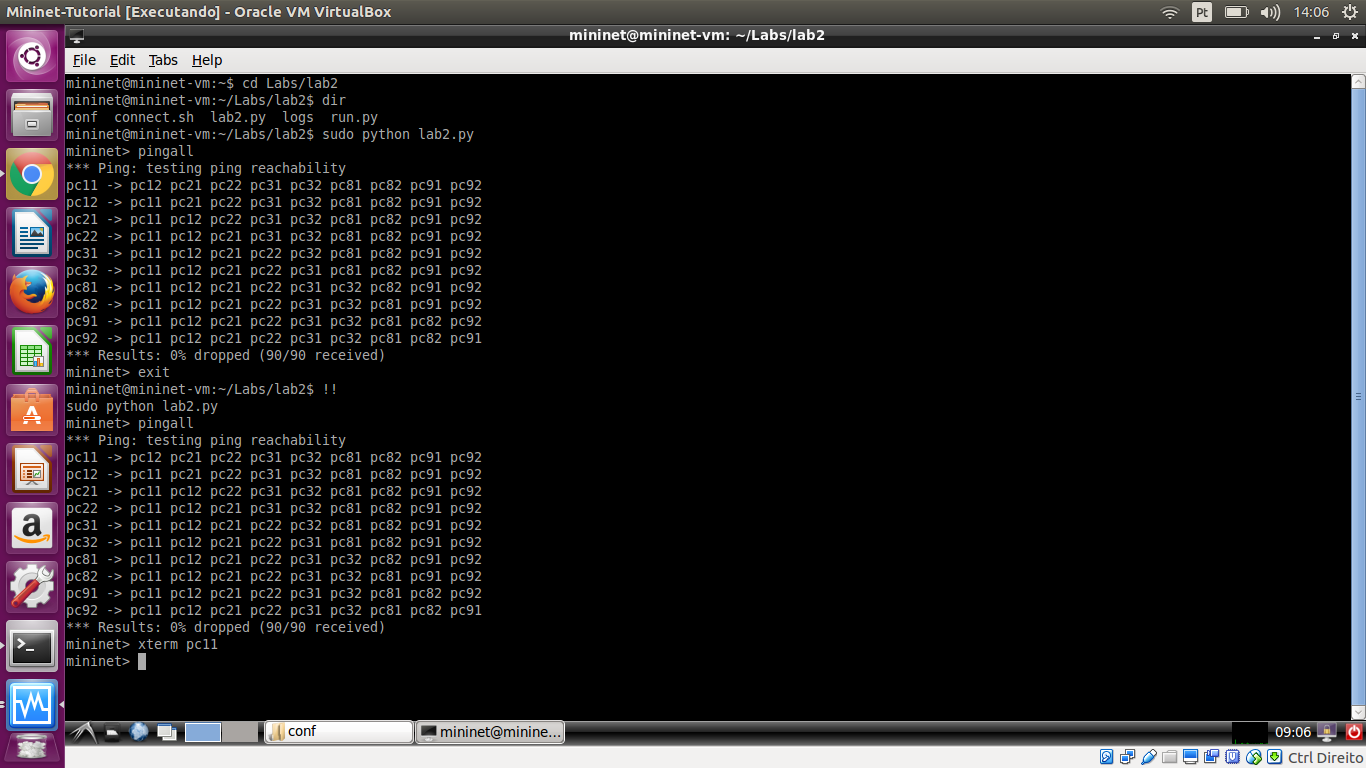 Mininet-Tutorial [Executando] - Oracle VM VirtualBox
Pt
14:06
mininet@mininet-vm: ~/Labs/lab2
File Edit Tabs Help
mininet@mininet-vm:~$ cd Labs/lab2
mininet@mininet-vm:~/Labs/lab2$ dir
conf  connect.sh  lab2.py  logs  run.py
mininet@mininet-vm:~/Labs/lab2$ sudo python lab2.py
mininet> pingall
*** Ping: testing ping reachability
pc11 -> pc12 pc21 pc22 pc31 pc32 pc81 pc82 pc91 pc92
pc12 -> pc11 pc21 pc22 pc31 pc32 pc81 pc82 pc91 pc92
pc21 -> pc11 pc12 pc22 pc31 pc32 pc81 pc82 pc91 pc92
pc22 -> pc11 pc12 pc21 pc31 pc32 pc81 pc82 pc91 pc92
pc31 -> pc11 pc12 pc21 pc22 pc32 pc81 pc82 pc91 pc92
pc32 -> pc11 pc12 pc21 pc22 pc31 pc81 pc82 pc91 pc92
pc81 -> pc11 pc12 pc21 pc22 pc31 pc32 pc82 pc91 pc92
pc82 -> pc11 pc12 pc21 pc22 pc31 pc32 pc81 pc91 pc92
pc91 -> pc11 pc12 pc21 pc22 pc31 pc32 pc81 pc82 pc92
pc92 -> pc11 pc12 pc21 pc22 pc31 pc32 pc81 pc82 pc91
*** Results: 0% dropped (90/90 received)
mininet> exit
mininet@mininet-vm:~/Labs/lab2$ !!
sudo python lab2.py
mininet> pingall
*** Ping: testing ping reachability
pc11 -> pc12 pc21 pc22 pc31 pc32 pc81 pc82 pc91 pc92
pc12 -> pc11 pc21 pc22 pc31 pc32 pc81 pc82 pc91 pc92
pc21 -> pc11 pc12 pc22 pc31 pc32 pc81 pc82 pc91 pc92
pc22 -> pc11 pc12 pc21 pc31 pc32 pc81 pc82 pc91 pc92
pc31 -> pc11 pc12 pc21 pc22 pc32 pc81 pc82 pc91 pc92
pc32 -> pc11 pc12 pc21 pc22 pc31 pc81 pc82 pc91 pc92
pc81 -> pc11 pc12 pc21 pc22 pc31 pc32 pc82 pc91 pc92
pc82 -> pc11 pc12 pc21 pc22 pc31 pc32 pc81 pc91 pc92
pc91 -> pc11 pc12 pc21 pc22 pc31 pc32 pc81 pc82 pc92
pc92 -> pc11 pc12 pc21 pc22 pc31 pc32 pc81 pc82 pc91
*** Results: 0% dropped (90/90 received)
mininet> xterm pc11
mininet>
conf
mininet@minine...
09:06
Ctrl Direito